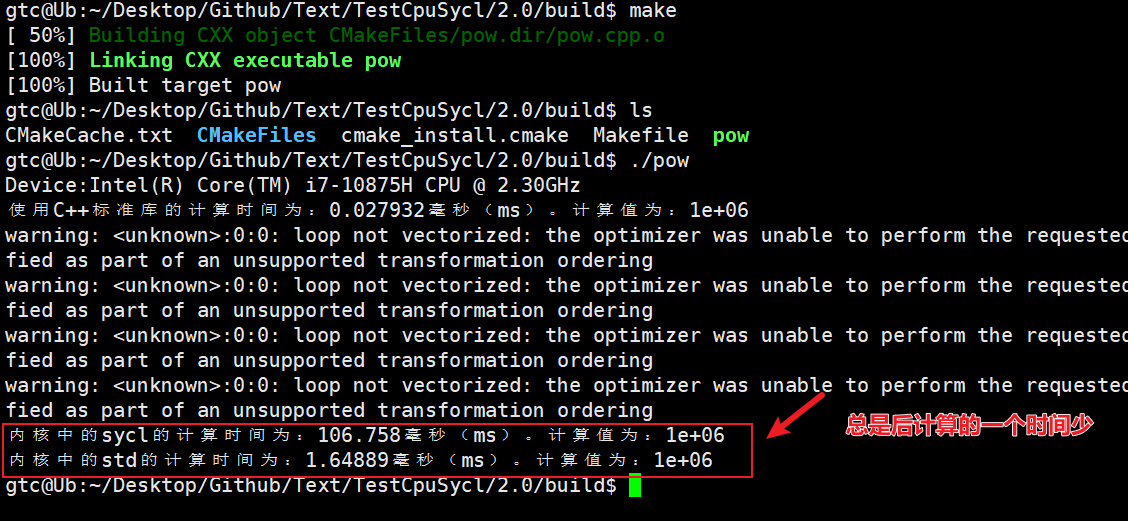 gtc@Ub:~/Desktop/Github/Text/TestCpuSycl/2.0/build$ make
[ 50%] Building CXX object CMakeFiles/pow.dir/pow.cpp.o
[100%] Linking CXX executable pow
[100%] Built target pow
gtc@Ub:~/Desktop/Github/Text/TestCpuSycl/2.0/build$ ls
CMakeCache.txt  CMakeFiles  cmake_install.cmake  Makefile  pow
gtc@Ub:~/Desktop/Github/Text/TestCpuSycl/2.0/build$ ./pow
Device:Intel(R) Core(TM) i7-10875H CPU @ 2.30GHz
使用C++标准库的计算时间为：0.027932毫秒（ms）。计算值为：1e+06
warning: <unknown>:0:0: loop not vectorized: the optimizer was unable to perform the requested
fied as part of an unsupported transformation ordering
warning: <unknown>:0:0: loop not vectorized: the optimizer was unable to perform the requested
fied as part of an unsupported transformation ordering
warning: <unknown>:0:0: loop not vectorized: the optimizer was unable to perform the requested
fied as part of an unsupported transformation ordering
warning: <unknown>:0:0: loop not vectorized: the optimizer was unable to perform the requested
fied as part of an unsupported transformation ordering
内核中的sycl的计算时间为：106.758毫秒（ms）。计算值为：1e+06
总是后计算的一个时间少
内核中的std的计算时间为：1.64889毫秒（ms）。计算值为：1e+06
gtc@Ub:~/Desktop/Github/Text/TestCpuSycl/2.0/build$